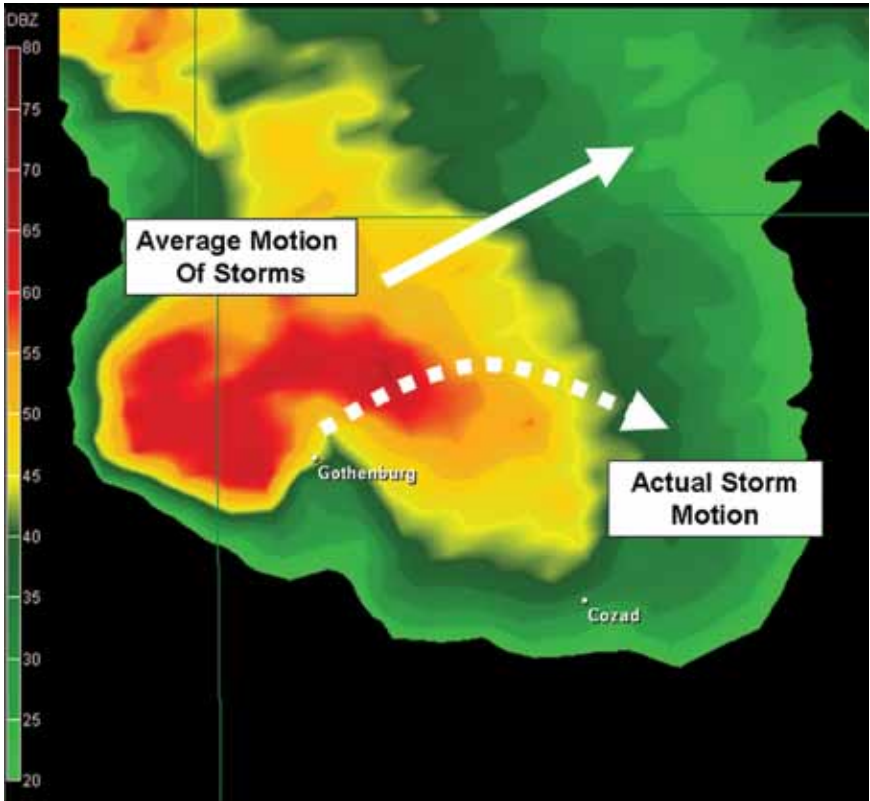 DBZ
80
75
70
65
60
55
50
45
40
35
30
25
20
Average Motion
Of Storms
Gothenburg
Actual Storm
Motion
Cozad